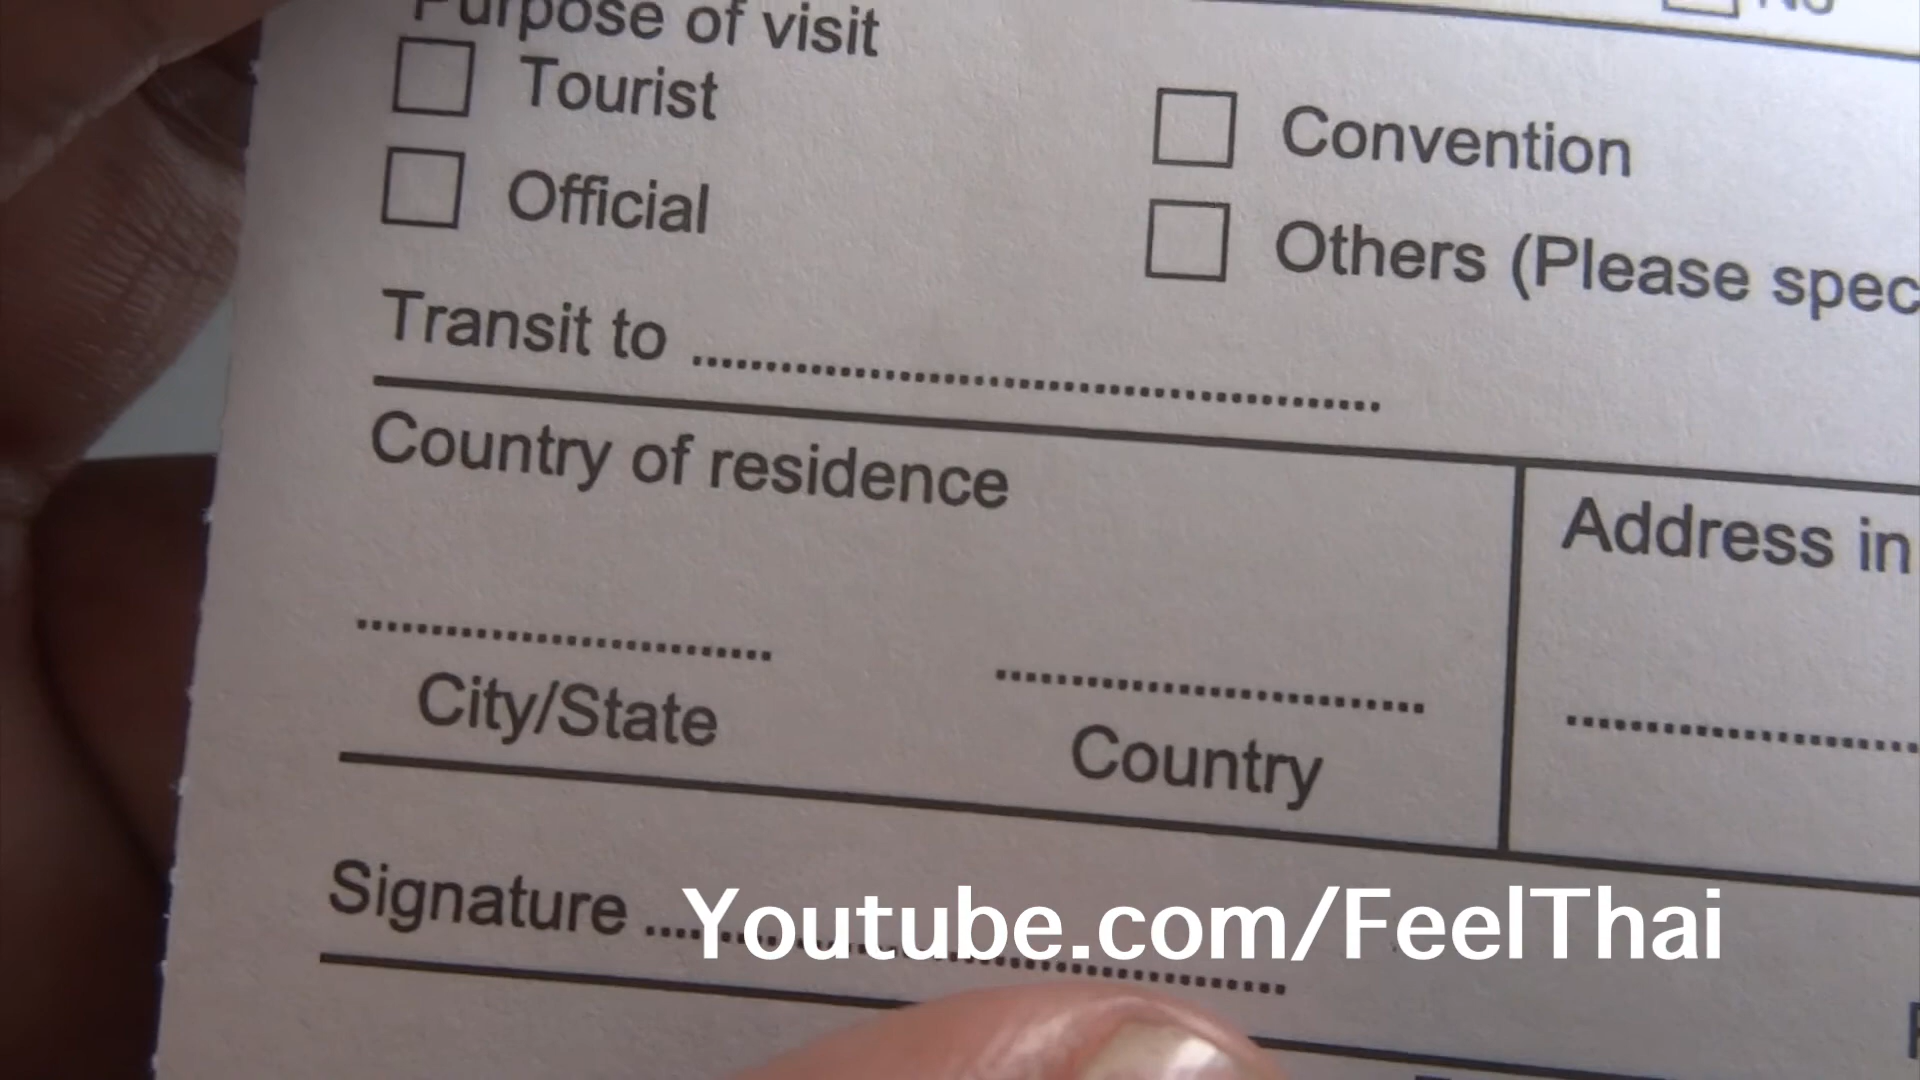 No
Purpose of visit
Tourist
Convention
Official
Others (Please spec
Transit to ........................................
Country of residence
Address in
City/State
Country
Signature ........................................
Youtube.com/FeelThai